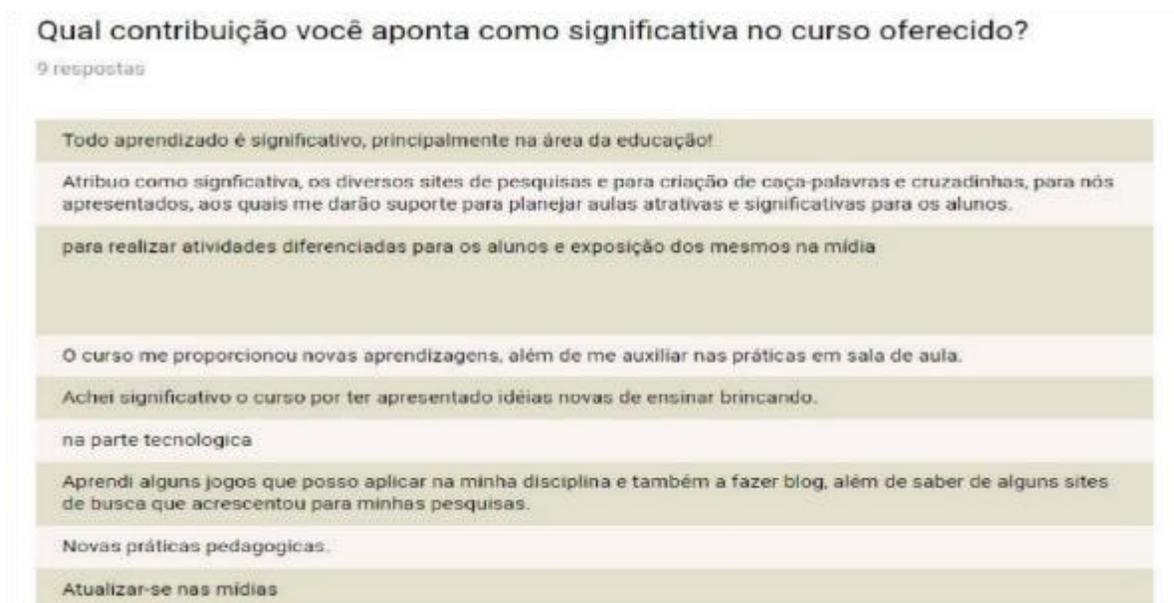 Qual contribuição você aponta como significativa no curso oferecido?
9 respostas
Todo aprendizado é significativo, principalmente na área da educação!
Atribuo como signficativa, os diversos sites de pesquisas e para criação de caça-palavras e cruzadinhas, para nós
apresentados, aos quais me darão suporte para planejar aulas atrativas e significativas para os alunos.
para realizar atividades diferenciadas para os alunos e exposição dos mesmos na mídia
O curso me proporcionou novas aprendizagens, além de me auxiliar nas práticas em sala de aula.
Achei significativo o curso por ter apresentado idéias novas de ensinar brincando.
na parte tecnologica
Aprendi alguns jogos que posso aplicar na minha disciplina e também a fazer blog, além de saber de alguns sites
de busca que acrescentou para minhas pesquisas.
Novas práticas pedagogicas.
Atualizar-se nas mídias